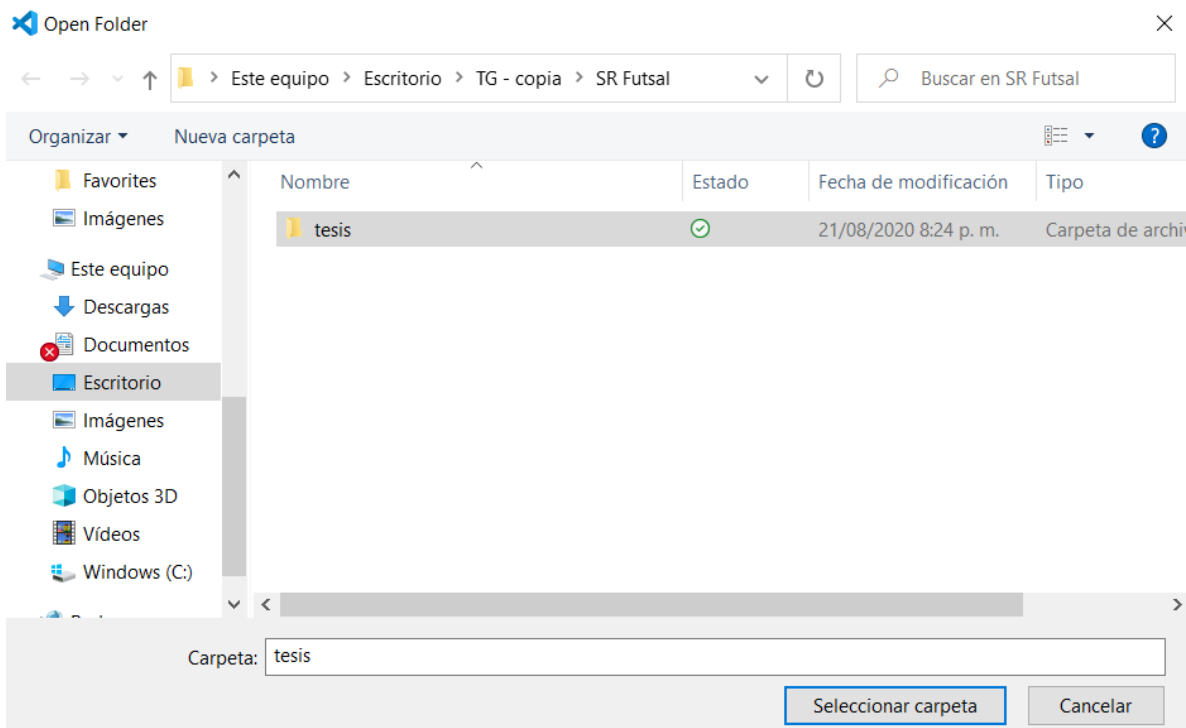 Open Folder
Este equipo > Escritorio > TG - copia > SR Futsal
Buscar en SR Futsal
Organizar
Nueva carpeta
?
Favorites
Imágenes
Este equipo
Descargas
Documentos
Escritorio
Imágenes
Música
Objetos 3D
Vídeos
Windows (C:)
Nombre Estado Fecha de modificación Tipo
tesis 21/08/2020 8:24 p. m. Carpeta de archi
Carpeta: tesis
Seleccionar carpeta
Cancelar